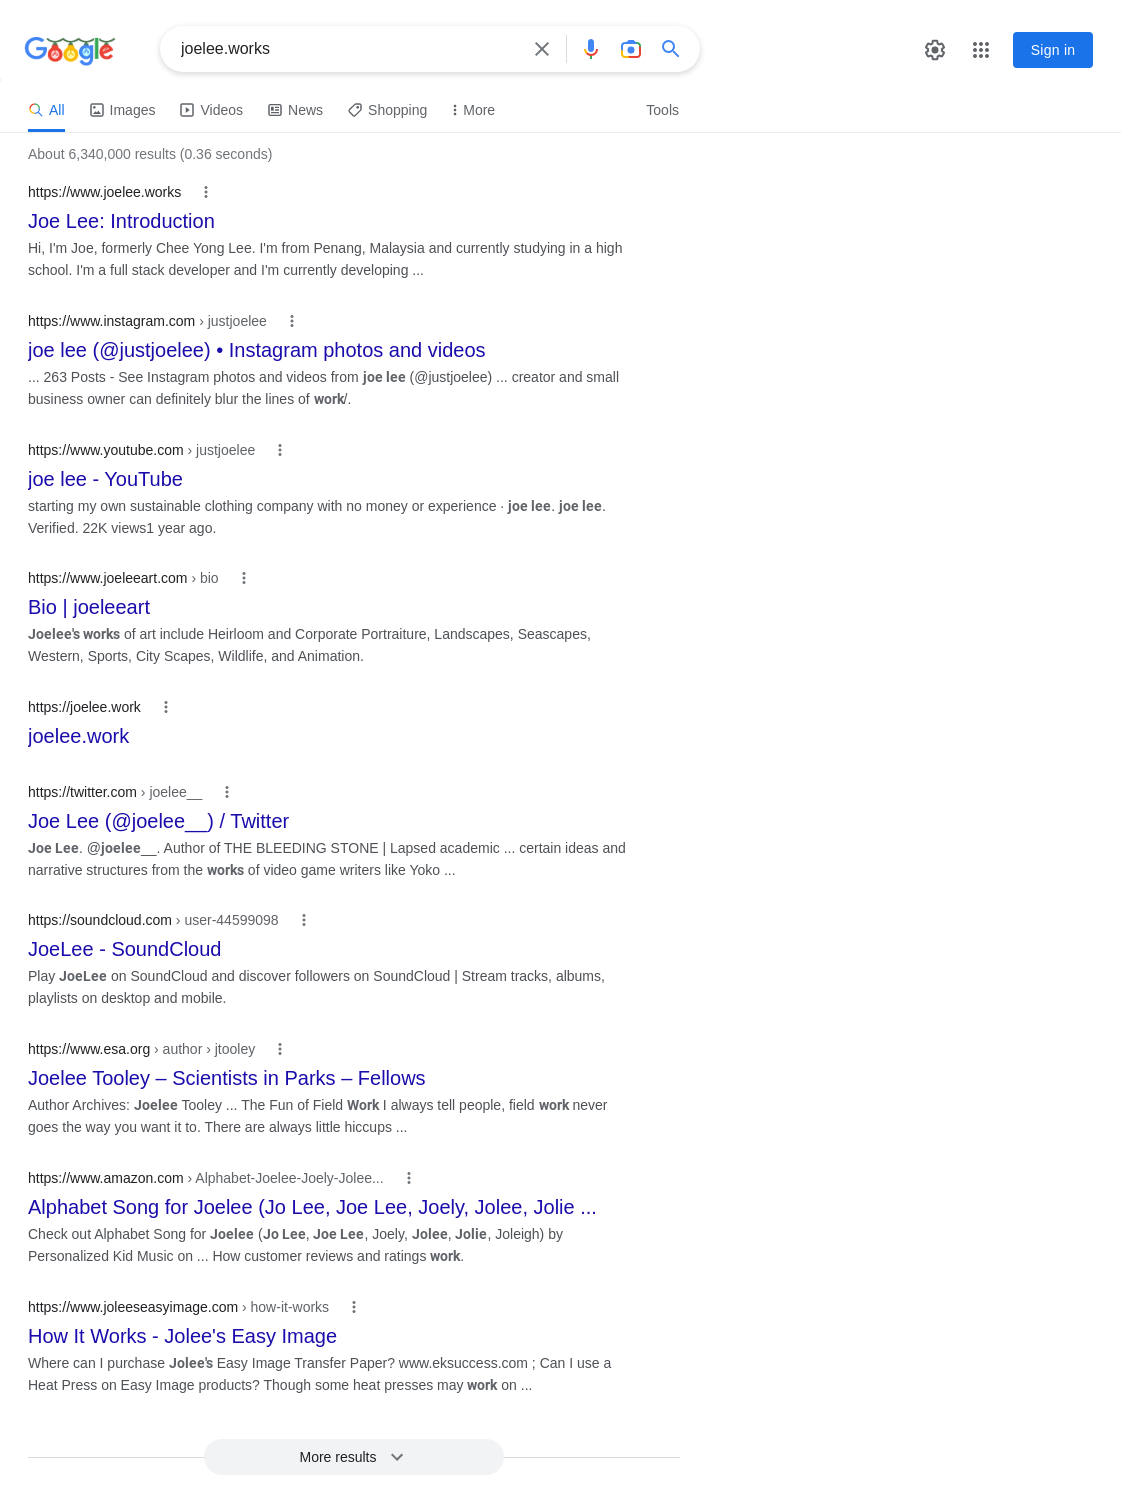 Google
joelee.works
Sign in
All Images Videos News Shopping More Tools
About 6,340,000 results (0.36 seconds)
https://www.joelee.works
Joe Lee: Introduction
Hi, I'm Joe, formerly Chee Yong Lee. I'm from Penang, Malaysia and currently studying in a high
school. I'm a full stack developer and I'm currently developing ...
https://www.instagram.com › justjoelee
joe lee (@justjoelee) • Instagram photos and videos
... 263 Posts - See Instagram photos and videos from joe lee (@justjoelee) ... creator and small
business owner can definitely blur the lines of work/.
https://www.youtube.com › justjoelee
joe lee - YouTube
starting my own sustainable clothing company with no money or experience · joe lee. joe lee.
Verified. 22K views1 year ago.
https://www.joeleeart.com › bio
Bio | joeleeart
Joelee's works of art include Heirloom and Corporate Portraiture, Landscapes, Seascapes,
Western, Sports, City Scapes, Wildlife, and Animation.
https://joelee.work
joelee.work
https://twitter.com › joelee__
Joe Lee (@joelee__) / Twitter
Joe Lee. @joelee__. Author of THE BLEEDING STONE | Lapsed academic ... certain ideas and
narrative structures from the works of video game writers like Yoko ...
https://soundcloud.com › user-44599098
JoeLee - SoundCloud
Play JoeLee on SoundCloud and discover followers on SoundCloud | Stream tracks, albums,
playlists on desktop and mobile.
https://www.esa.org › author › jtooley
Joelee Tooley – Scientists in Parks – Fellows
Author Archives: Joelee Tooley ... The Fun of Field Work I always tell people, field work never
goes the way you want it to. There are always little hiccups ...
https://www.amazon.com › Alphabet-Joelee-Joely-Jolee...
Alphabet Song for Joelee (Jo Lee, Joe Lee, Joely, Jolee, Jolie ...
Check out Alphabet Song for Joelee (Jo Lee, Joe Lee, Joely, Jolee, Jolie, Joleigh) by
Personalized Kid Music on ... How customer reviews and ratings work.
https://www.joleeseasyimage.com › how-it-works
How It Works - Jolee's Easy Image
Where can I purchase Jolee's Easy Image Transfer Paper? www.eksuccess.com ; Can I use a
Heat Press on Easy Image products? Though some heat presses may work on ...
More results